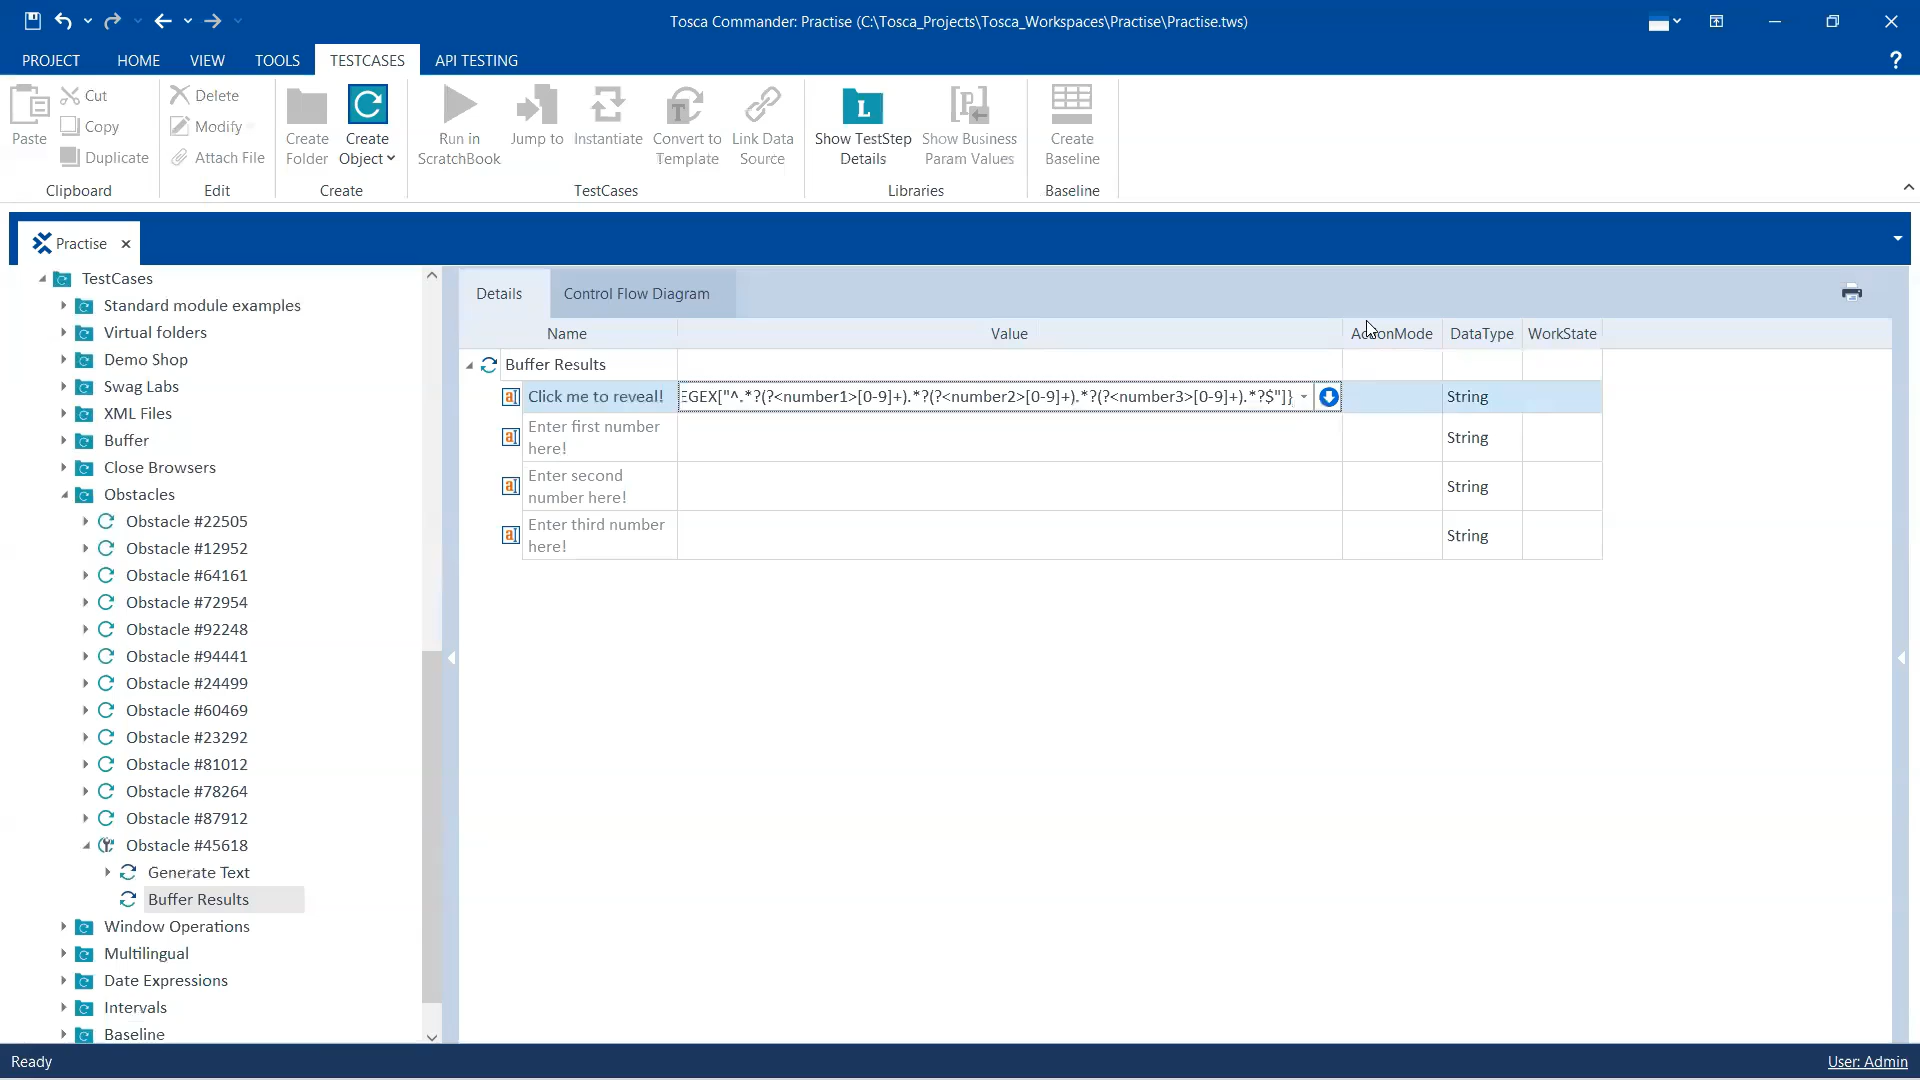 Tosca Commander: Practise (C:\Tosca_Projects\Tosca_Workspaces\Practise\Practise.tws)
PROJECT HOME VIEW TOOLS TESTCASES API TESTING ?
Paste
Cut
Copy
Duplicate
Clipboard
Delete
Modify
Attach File
Edit
Create
Folder
Create
Object
Create
Run in
ScratchBook
Jump to
Instantiate
Convert to
Template
Link Data
Source
TestCases
Show TestStep
Details
Show Business
Param Values
Libraries
Create
Baseline
Baseline
Practise
TestCases
Standard module examples
Virtual folders
Demo Shop
Swag Labs
XML Files
Buffer
Close Browsers
Obstacles
Obstacle #22505
Obstacle #12952
Obstacle #64161
Obstacle #72954
Obstacle #92248
Obstacle #94441
Obstacle #24499
Obstacle #60469
Obstacle #23292
Obstacle #81012
Obstacle #78264
Obstacle #87912
Obstacle #45618
Generate Text
Buffer Results
Window Operations
Multilingual
Date Expressions
Intervals
Baseline
Details Control Flow Diagram
Name Value ActionMode DataType WorkState
Buffer Results
Click me to reveal! EGEX["^.*?(?<number1>[0-9]+).*?(?<number2>[0-9]+).*?(?<number3>[0-9]+).*?$"]} String
Enter first number
here! String
Enter second
number here! String
Enter third number
here! String
Ready User: Admin